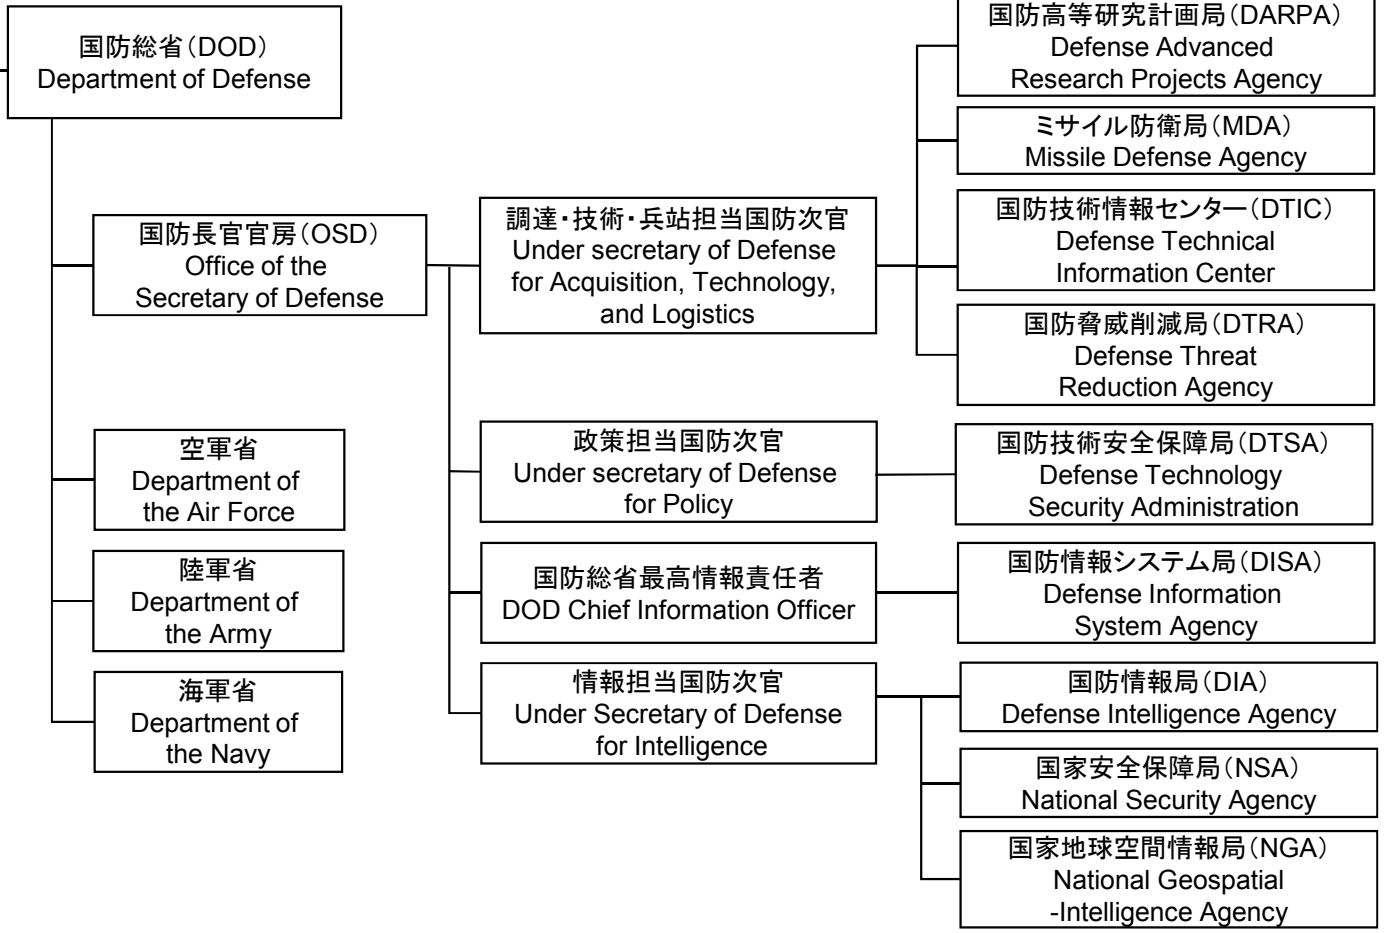 国防総省（DOD）
Department of Defense
国防長官官房（OSD）
Office of the
Secretary of Defense
空軍省
Department of
the Air Force
陸軍省
Department of
the Army
海軍省
Department of
the Navy
調達・技術・兵站担当国防次官
Under secretary of Defense
for Acquisition, Technology,
and Logistics
政策担当国防次官
Under secretary of Defense
for Policy
国防総省最高情報責任者
DOD Chief Information Officer
情報担当国防次官
Under Secretary of Defense
for Intelligence
国防高等研究計画局（DARPA）
Defense Advanced
Research Projects Agency
ミサイル防衛局（MDA）
Missile Defense Agency
国防技術情報センター（DTIC）
Defense Technical
Information Center
国防脅威削減局（DTRA）
Defense Threat
Reduction Agency
国防技術安全保障局（DTSA）
Defense Technology
Security Administration
国防情報システム局（DISA）
Defense Information
System Agency
国防情報局（DIA）
Defense Intelligence Agency
国家安全保障局（NSA）
National Security Agency
国家地球空間情報局（NGA）
National Geospatial
-Intelligence Agency